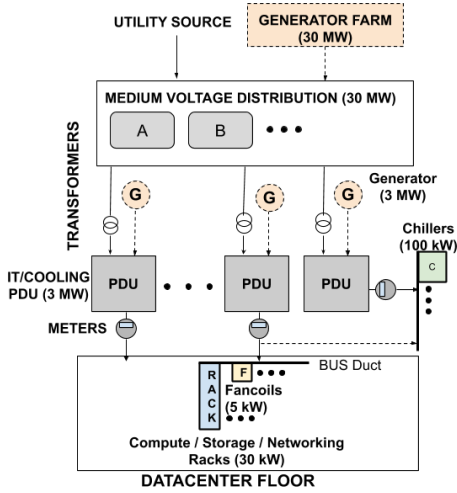 UTILITY SOURCE
GENERATOR FARM
(30 MW)
MEDIUM VOLTAGE DISTRIBUTION (30 MW)
A
B
TRANSFORMERS
G
G
G
Generator
(3 MW)
Chillers
(100 kW)
C
IT/COOLING
PDU (3 MW)
PDU
PDU
PDU
METERS
BUS Duct
RACK
F
Fancoils
(5 kW)
Compute / Storage / Networking
Racks (30 kW)
DATACENTER FLOOR